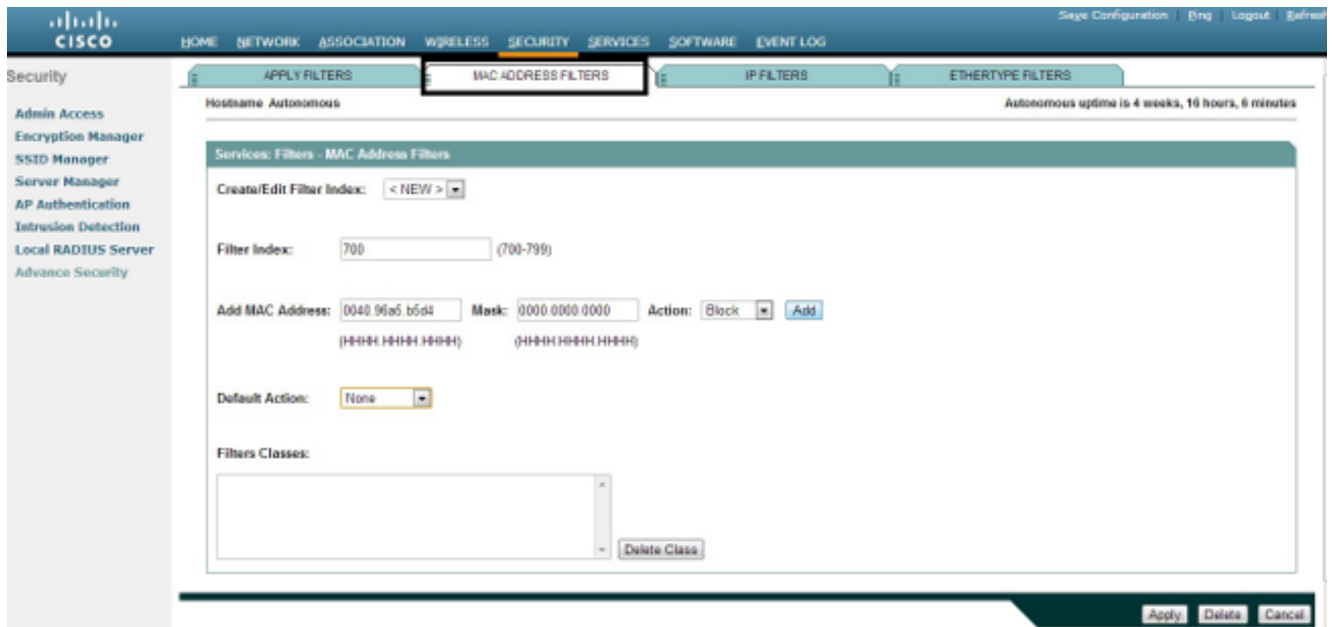 Save Configuration | Ping | Logout | Refresh
CISCO
HOME NETWORK ASSOCIATION WIRELESS SECURITY SERVICES SOFTWARE EVENT LOG
Security
APPLY FILTERS MAC ADDRESS FILTERS IP FILTERS ETHERTYPE FILTERS
Hostname Autonomous Autonomous uptime is 4 weeks, 16 hours, 6 minutes
Admin Access
Encryption Manager
SSID Manager
Server Manager
AP Authentication
Intrusion Detection
Local RADIUS Server
Advance Security
Services: Filters - MAC Address Filters
Create/Edit Filter Index: < NEW >
Filter Index: 700 (700-799)
Add MAC Address: 0040.96a5.b5d4 Mask: 0000.0000.0000 Action: Block Add
(HHHH.HHHH.HHHH) (HHHH.HHHH.HHHH)
Default Action: None
Filters Classes:
Delete Class
Apply Delete Cancel